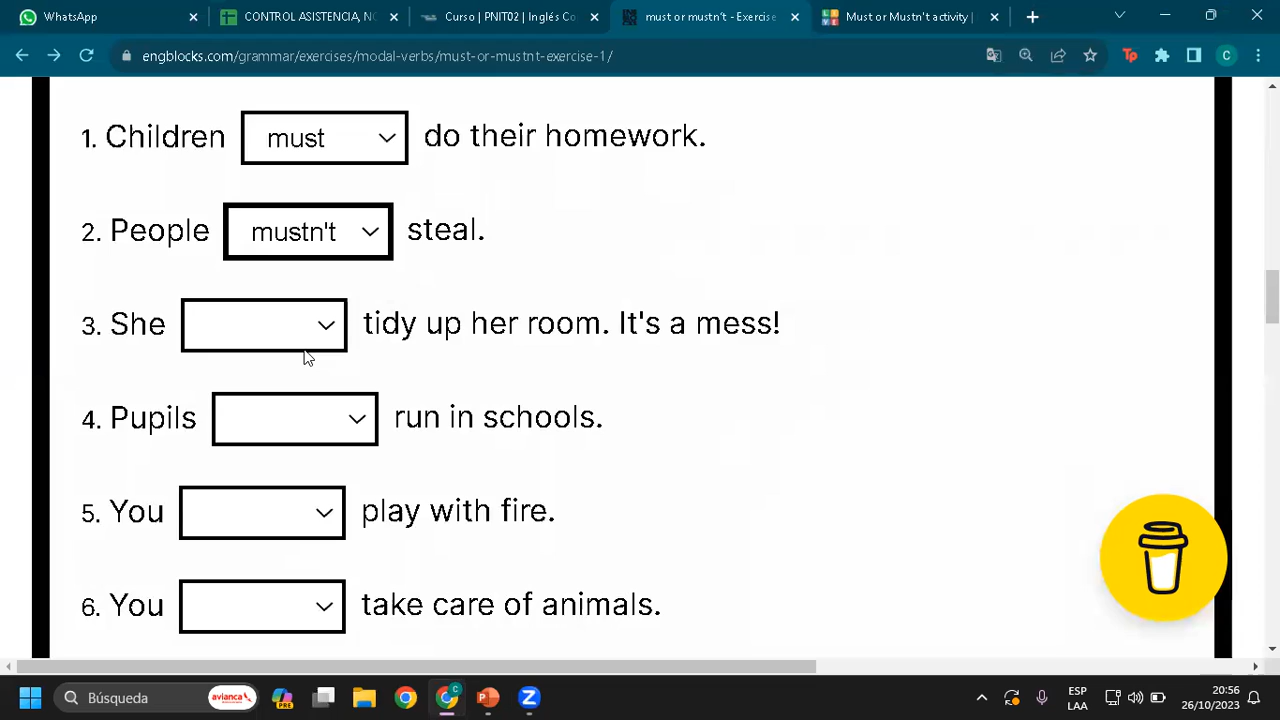 WhatsApp
CONTROL ASISTENCIA, NO
Curso | PNIT02 | Inglés Co
must or mustn't - Exercise
Must or Mustn't activity |
engblocks.com/grammar/exercises/modal-verbs/must-or-mustnt-exercise-1/
1. Children must do their homework.
2. People mustn't steal.
3. She tidy up her room. It's a mess!
4. Pupils run in schools.
5. You play with fire.
6. You take care of animals.
Búsqueda
avianca
PRE
ESP
LAA
20:56
26/10/2023